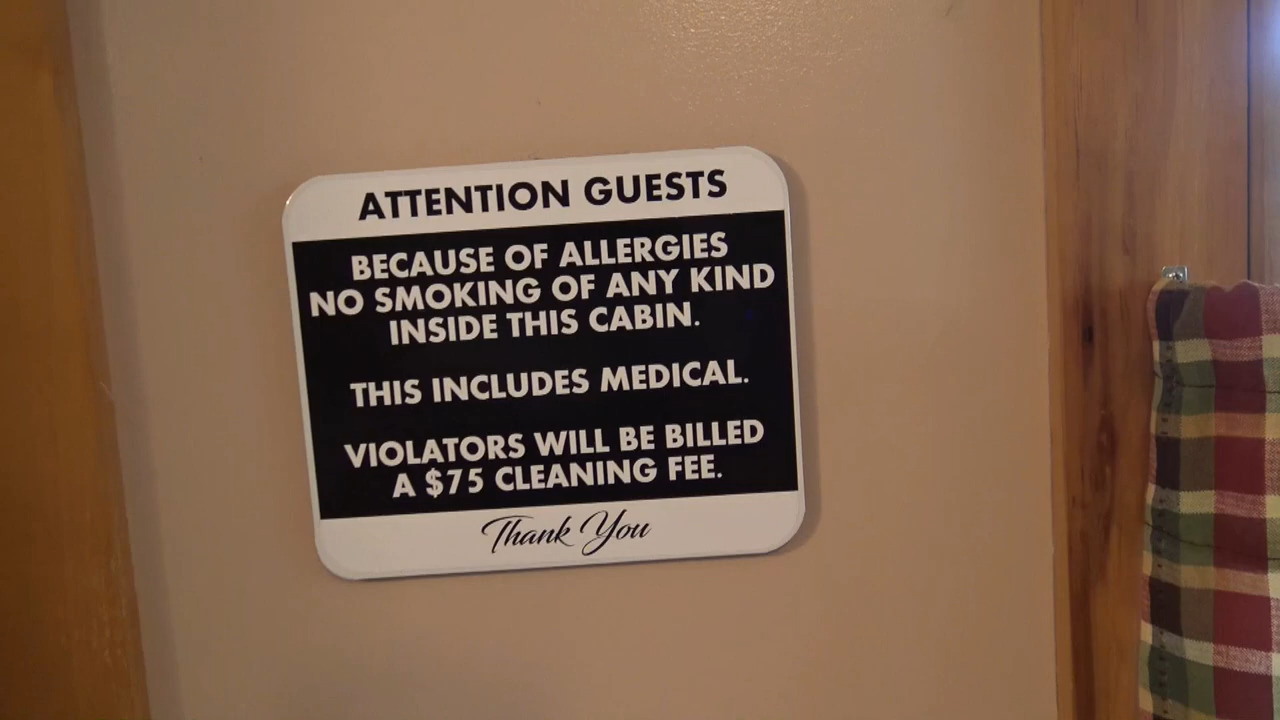 ATTENTION GUESTS
BECAUSE OF ALLERGIES
NO SMOKING OF ANY KIND
INSIDE THIS CABIN.
THIS INCLUDES MEDICAL.
VIOLATORS WILL BE BILLED
A $75 CLEANING FEE.
Thank You